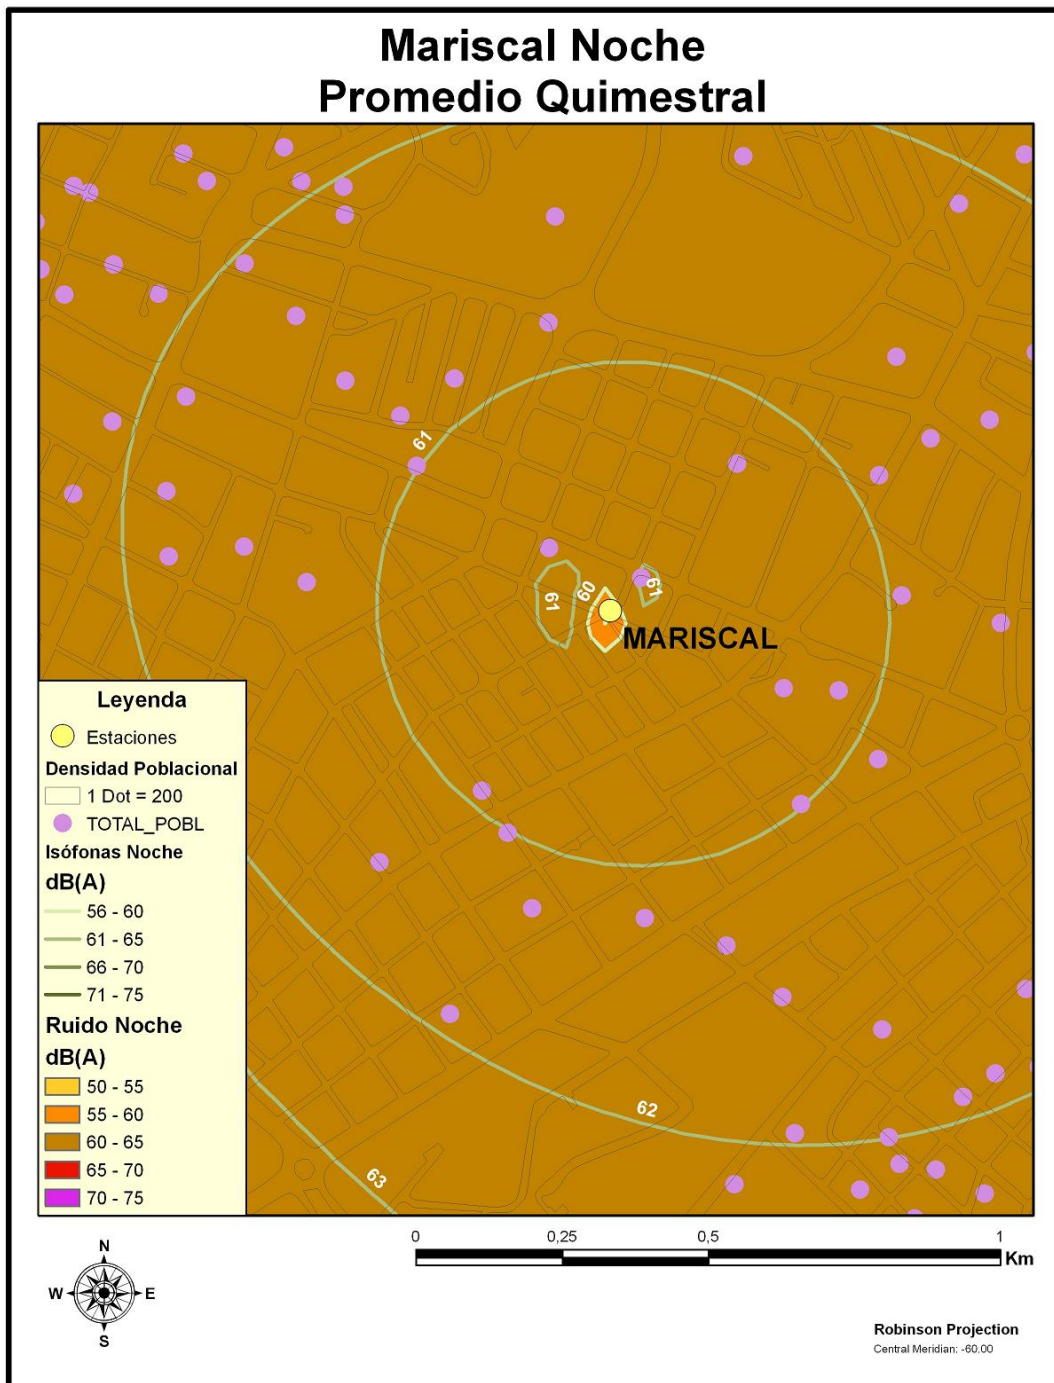 Mariscal Noche
Promedio Quimestral
61
61
60
61
MARISCAL
62
63
Leyenda
Estaciones
Densidad Poblacional
1 Dot = 200
TOTAL_POBL
Isófonas Noche
dB(A)
56 - 60
61 - 65
66 - 70
71 - 75
Ruido Noche
dB(A)
50 - 55
55 - 60
60 - 65
65 - 70
70 - 75
0 0,25 0,5 1
Km
N
W E
S
Robinson Projection
Central Meridian: -60.00